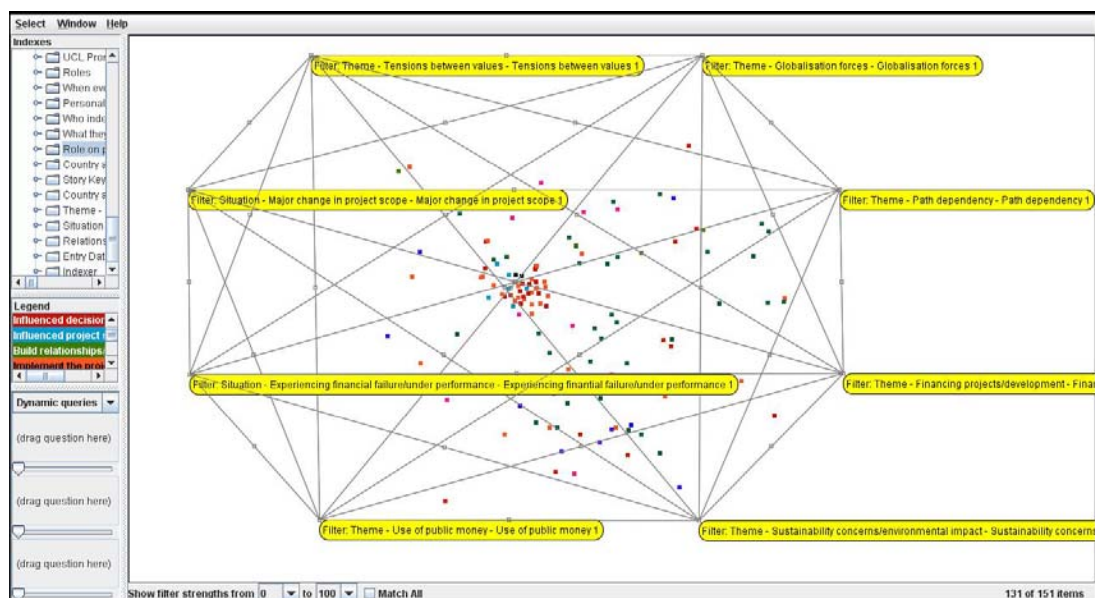 Select Window Help
Indexes
UCL Pror
Roles
When eve
Personal
Who inde
What they
Role on p
Country a
Story Key
Country a
Theme -
Situation
Relations
Entry Dat
Indexer
Legend
Influenced decision
Influenced project
Build relationships/
Implement the proj
Dynamic queries
(drag question here)
(drag question here)
(drag question here)
Filter: Theme - Tensions between values - Tensions between values 1
Filter: Theme - Globalisation forces - Globalisation forces 1
Filter: Situation - Major change in project scope - Major change in project scope 1
Filter: Theme - Path dependency - Path dependency 1
Filter: Situation - Experiencing financial failure/under performance - Experiencing finantial failure/under performance 1
Filter: Theme - Financing projects/development - Finan
Filter: Theme - Use of public money - Use of public money 1
Filter: Theme - Sustainability concerns/environmental impact - Sustainability concerns
Show filter strengths from 0 to 100 Match All
131 of 151 items